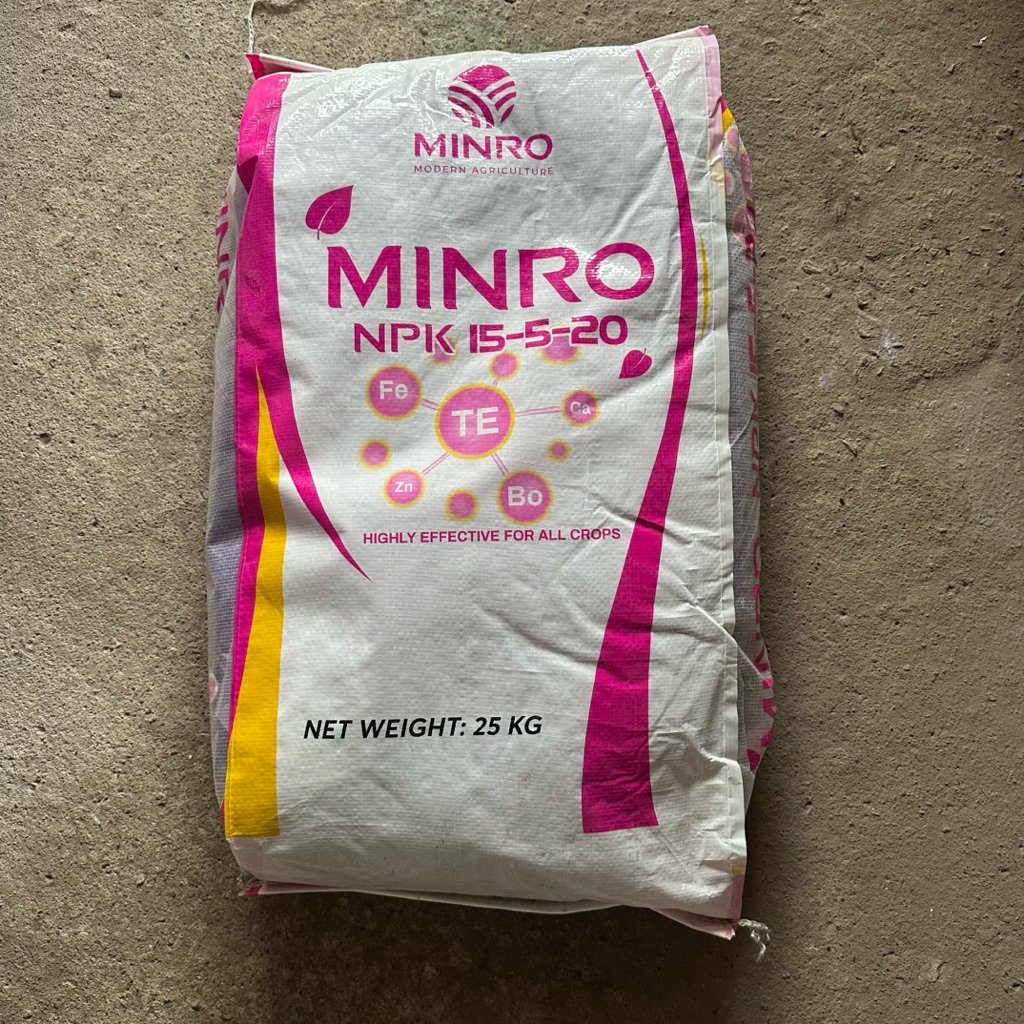 MINRO
MODERN AGRICULTURE
MINRO
NPK 15-5-20
Fe
TE
Ca
Zn
Bo
HIGHLY EFFECTIVE FOR ALL CROPS
NET WEIGHT: 25 KG